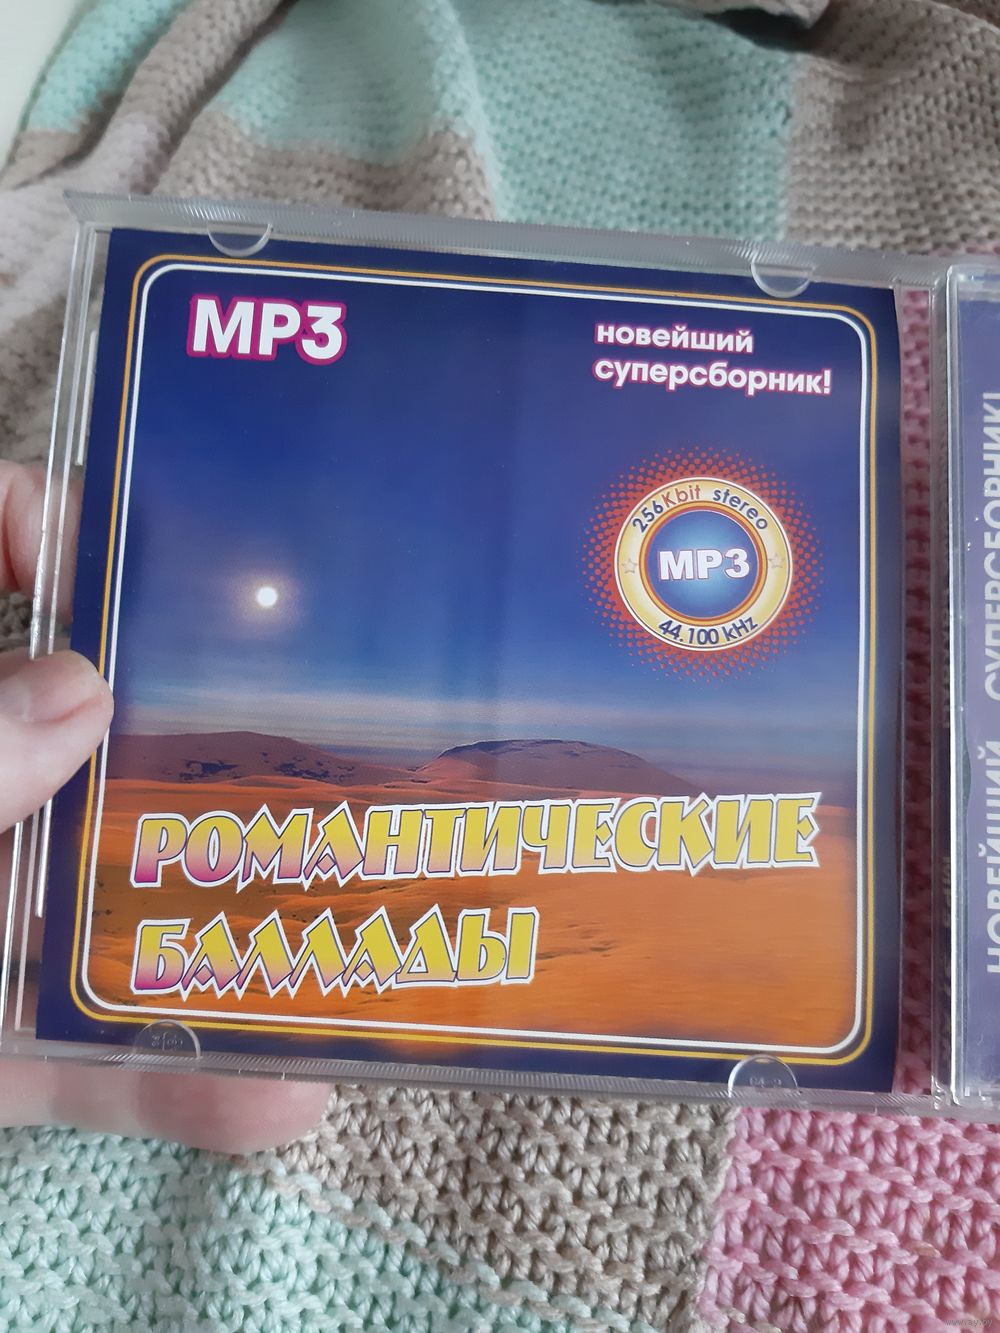 MP3
новейший
суперсборник!
256Kbit stereo
MP3
44.100 kHz
РОМАНТИЧЕСКИЕ
БАЛЛАДЫ
НОВЕЙШИЙ СУПЕРСБОРНИК!